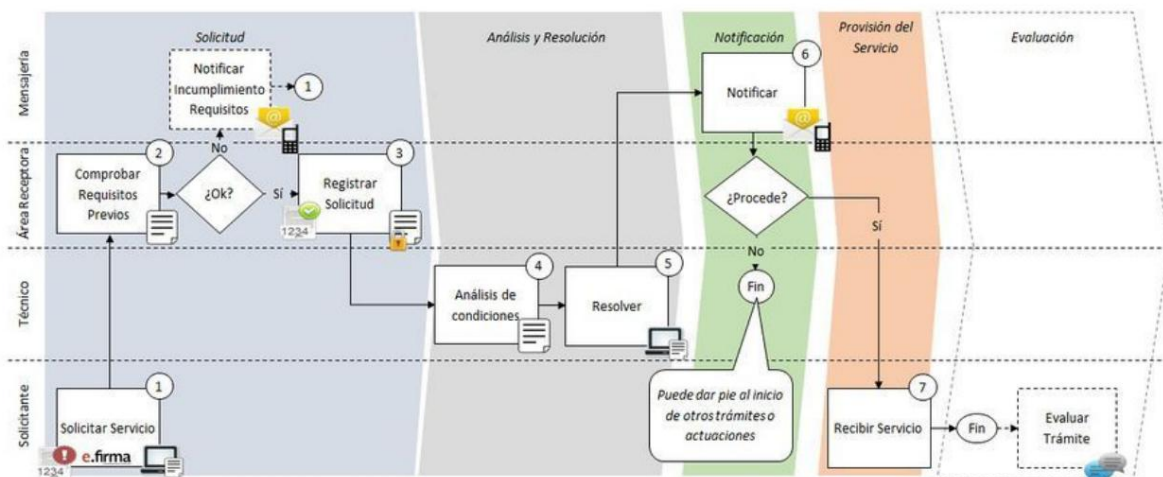 Solicitud
Análisis y Resolución
Notificación
Provisión del
Servicio
Evaluación
Mensajería
Notificar
Incumplimiento
Requisitos
1
@
6
Notificar
@
Área Receptora
2
Comprobar
Requisitos
Previos
No
¿Ok?
Sí
3
Registrar
Solicitud
1234
¿Procede?
Sí
No
Técnico
4
Análisis de
condiciones
5
Resolver
Fin
Puede dar pie al inicio
de otros trámites o
actuaciones
Solicitante
1
Solicitar Servicio
1234
e.firma
7
Recibir Servicio
Fin
Evaluar
Trámite